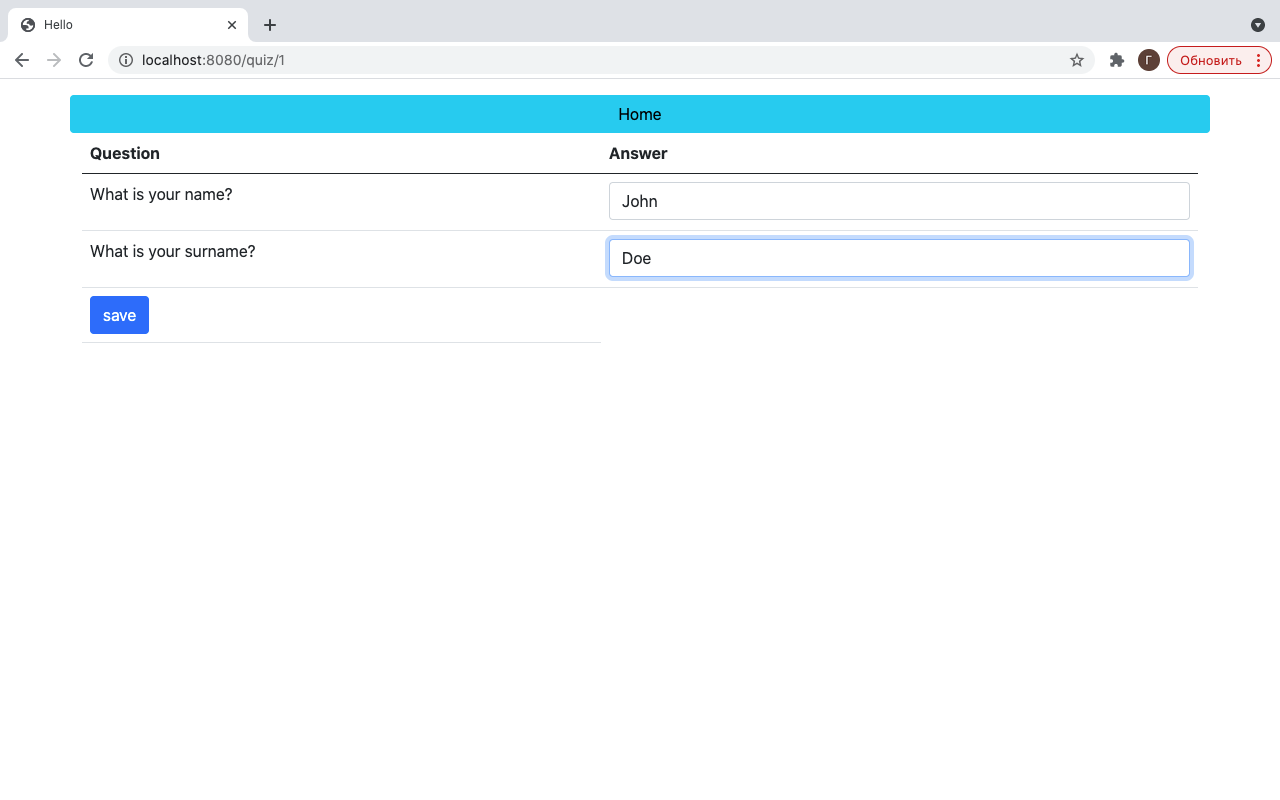 Hello
localhost:8080/quiz/1
Г
Обновить
Home
Question Answer
What is your name? John
What is your surname? Doe
save